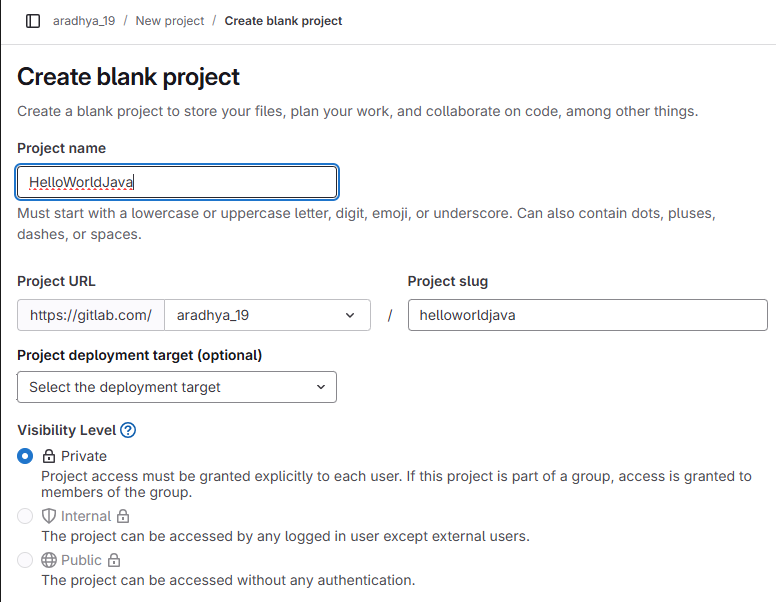 aradhya_19 / New project / Create blank project
Create blank project
Create a blank project to store your files, plan your work, and collaborate on code, among other things.
Project name
HelloWorldJava
Must start with a lowercase or uppercase letter, digit, emoji, or underscore. Can also contain dots, pluses,
dashes, or spaces.
Project URL
Project slug
https://gitlab.com/ aradhya_19 / helloworldjava
Project deployment target (optional)
Select the deployment target
Visibility Level ?
Private
Project access must be granted explicitly to each user. If this project is part of a group, access is granted to
members of the group.
Internal
The project can be accessed by any logged in user except external users.
Public
The project can be accessed without any authentication.